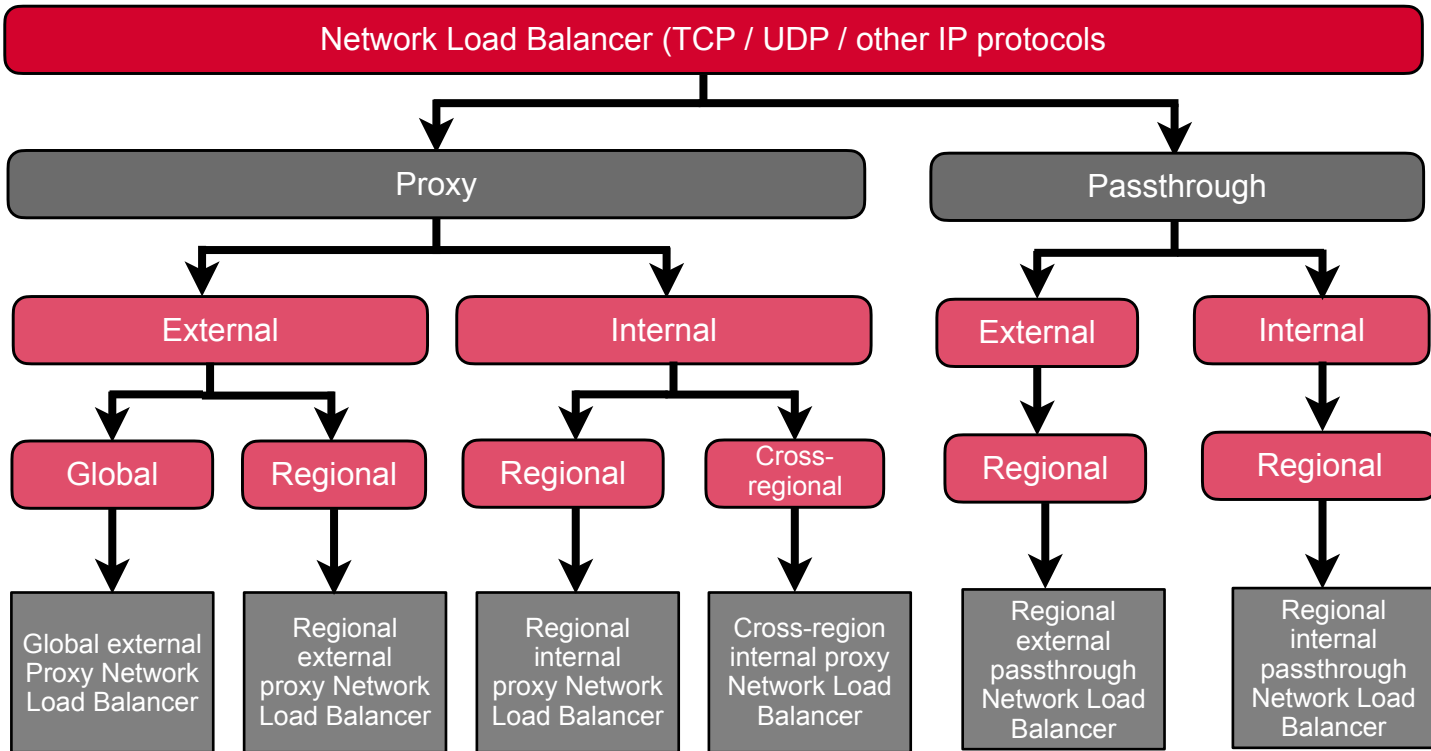 Network Load Balancer (TCP / UDP / other IP protocols
Proxy
Passthrough
External
Internal
External
Internal
Global
Regional
Regional
Cross-
regional
Regional
Regional
Global external
Proxy Network
Load Balancer
Regional
external
proxy Network
Load Balancer
Regional
internal
proxy Network
Load Balancer
Cross-region
internal proxy
Network Load
Balancer
Regional
external
passthrough
Network Load
Balancer
Regional
internal
passthrough
Network Load
Balancer